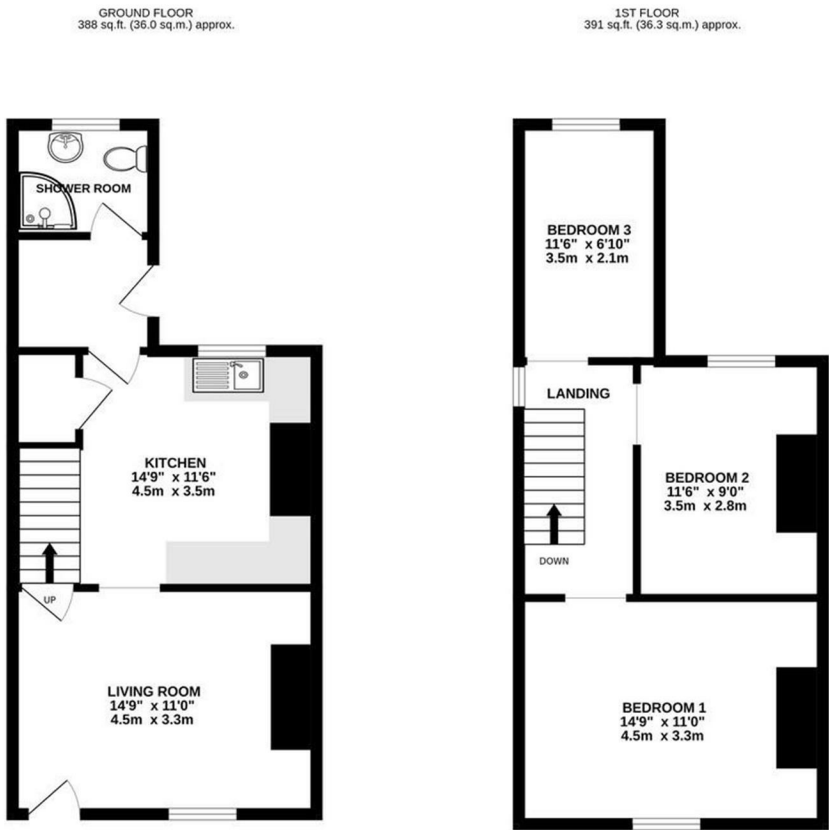 GROUND FLOOR
388 sq.ft. (36.0 sq.m.) approx.
1ST FLOOR
391 sq.ft. (36.3 sq.m.) approx.
SHOWER ROOM
KITCHEN
14'9" x 11'6"
4.5m x 3.5m
UP
LIVING ROOM
14'9" x 11'0"
4.5m x 3.3m
BEDROOM 3
11'6" x 6'10"
3.5m x 2.1m
LANDING
BEDROOM 2
11'6" x 9'0"
3.5m x 2.8m
DOWN
BEDROOM 1
14'9" x 11'0"
4.5m x 3.3m